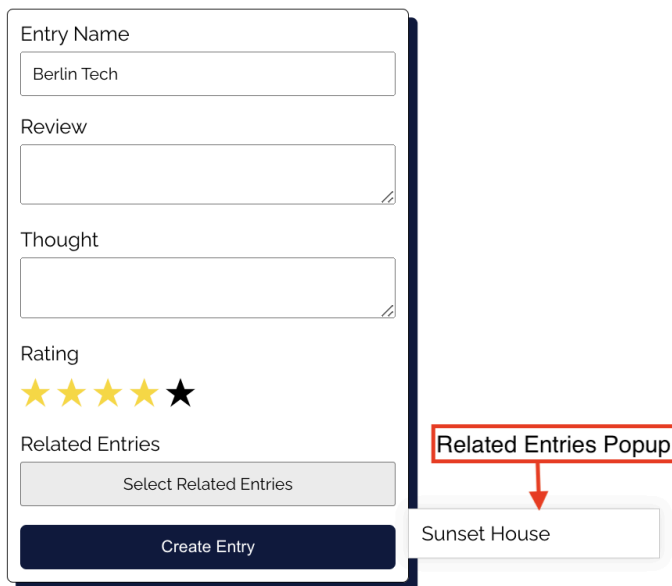 Entry Name
Berlin Tech
Review
Thought
Rating
Related Entries
Select Related Entries
Create Entry
Related Entries Popup
Sunset House